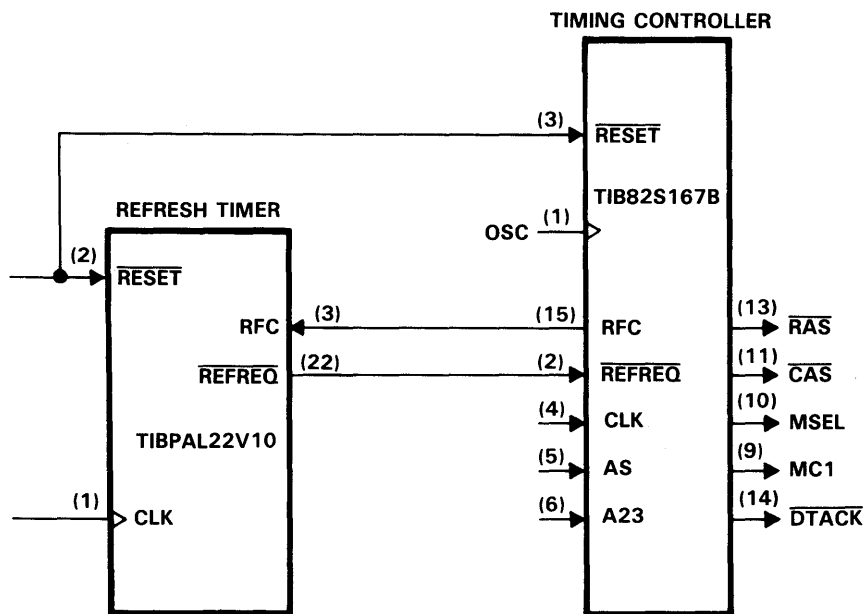 TIMING CONTROLLER
(3)
RESET
TIB82S167B
(1)
OSC
REFRESH TIMER
(2)
RESET
RFC
(3)
(15)
RFC
(13)
RAS
REFREQ
(22)
(2)
REFREQ
(11)
CAS
(4)
CLK
(10)
MSEL
TIBPAL22V10
(5)
AS
(9)
MC1
(1)
CLK
(6)
A23
(14)
DTACK